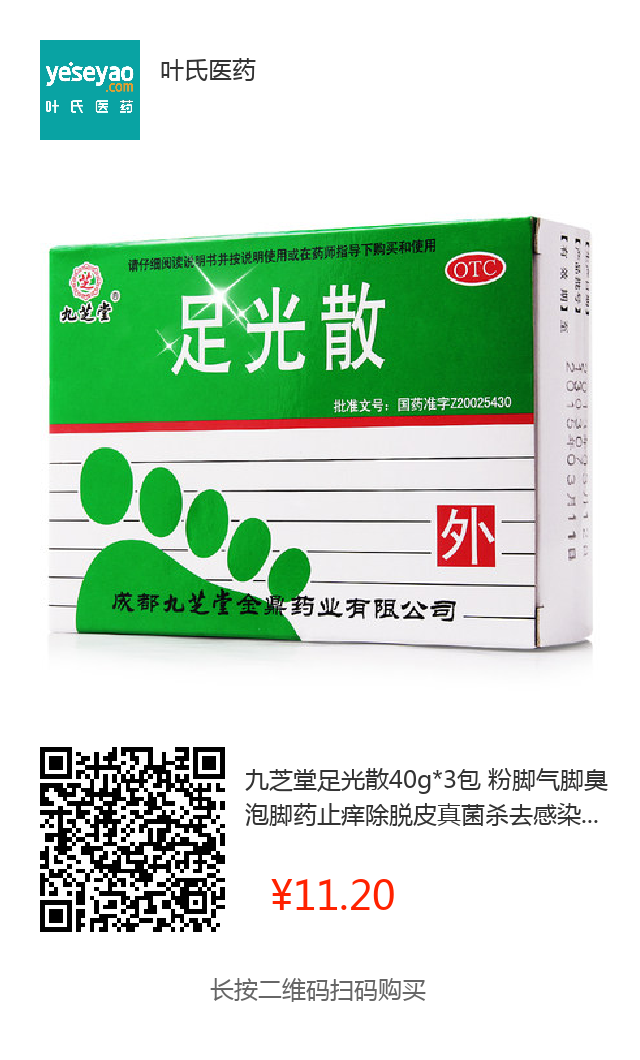 yeseyao
.com
叶氏医药
叶氏医药
请仔细阅读说明书并按说明使用或在药师指导下购买和使用
OTC
九芝堂
足光散
批准文号：国药准字Z20025430
外
成都九芝堂金鼎药业有限公司
九芝堂足光散40g*3包 粉脚气脚臭
泡脚药止痒除脱皮真菌杀去感染...
¥11.20
长按二维码扫码购买